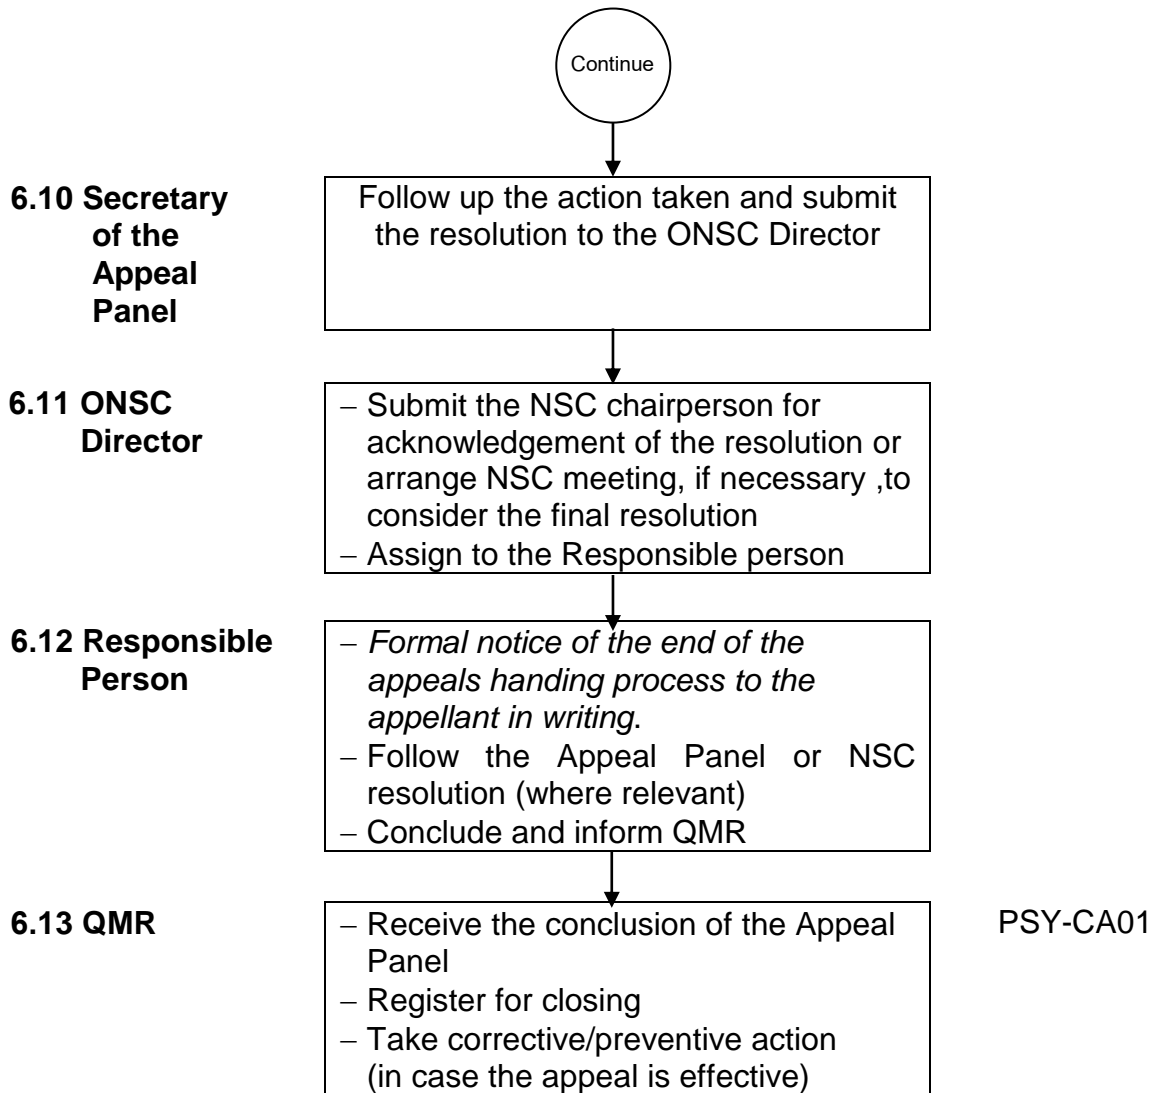 Continue
6.10 Secretary
of the
Appeal
Panel
Follow up the action taken and submit
the resolution to the ONSC Director
6.11 ONSC
Director
– Submit the NSC chairperson for
acknowledgement of the resolution or
arrange NSC meeting, if necessary ,to
consider the final resolution
– Assign to the Responsible person
6.12 Responsible
Person
– Formal notice of the end of the
appeals handing process to the
appellant in writing.
– Follow the Appeal Panel or NSC
resolution (where relevant)
– Conclude and inform QMR
6.13 QMR
– Receive the conclusion of the Appeal
Panel
– Register for closing
– Take corrective/preventive action
(in case the appeal is effective)
PSY-CA01